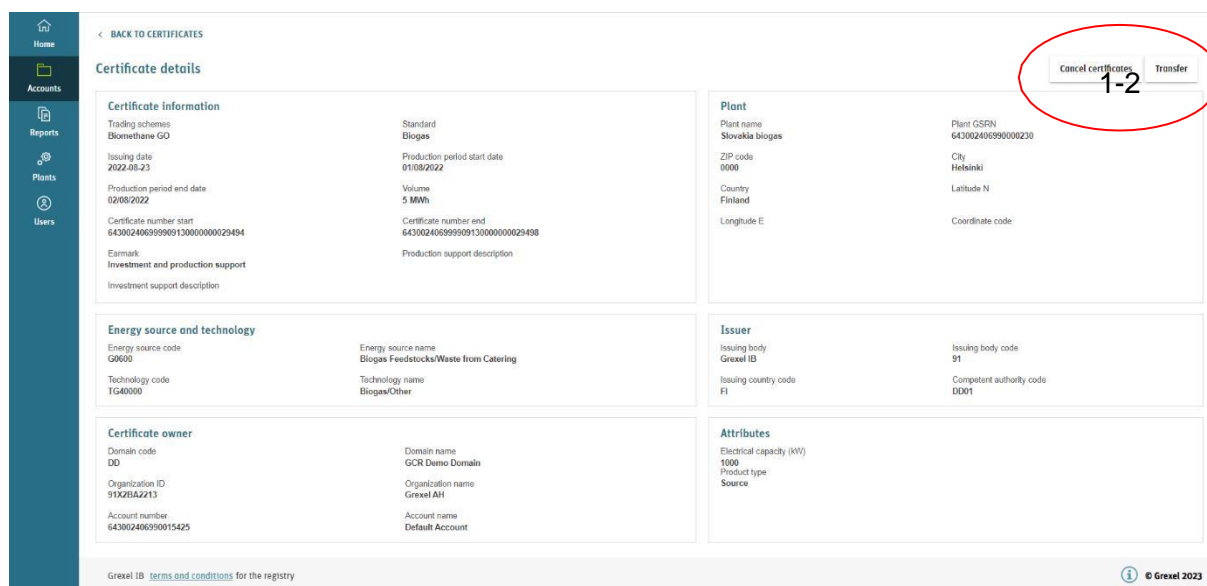 Home
Accounts
Reports
Plants
Users
< BACK TO CERTIFICATES
Certificate details
Cancel certificates Transfer
1-2
Certificate information
Trading schemes Standard
Biomethane GO Biogas
Issuing date Production period start date
2022-08-23 01/08/2022
Production period end date Volume
02/08/2022 5 MWh
Certificate number start Certificate number end
643002406999909130000000029494 643002406999909130000000029498
Earmark Production support description
Investment and production support
Investment support description
Plant
Plant name Plant GSRN
Slovakia biogas 643002406990000230
ZIP code City
0000 Helsinki
Country Latitude N
Finland
Longitude E Coordinate code
Energy source and technology
Energy source code Energy source name
G0600 Biogas Feedstocks/Waste from Catering
Technology code Technology name
TG40000 Biogas/Other
Issuer
Issuing body Issuing body code
Grexel IB 91
Issuing country code Competent authority code
FI DD01
Certificate owner
Domain code Domain name
DD GCR Demo Domain
Organization ID Organization name
91X2BA2213 Grexel AH
Account number Account name
643002406990015425 Default Account
Attributes
Electrical capacity (kW)
1000
Product type
Source
Grexel IB terms and conditions for the registry
© Grexel 2023